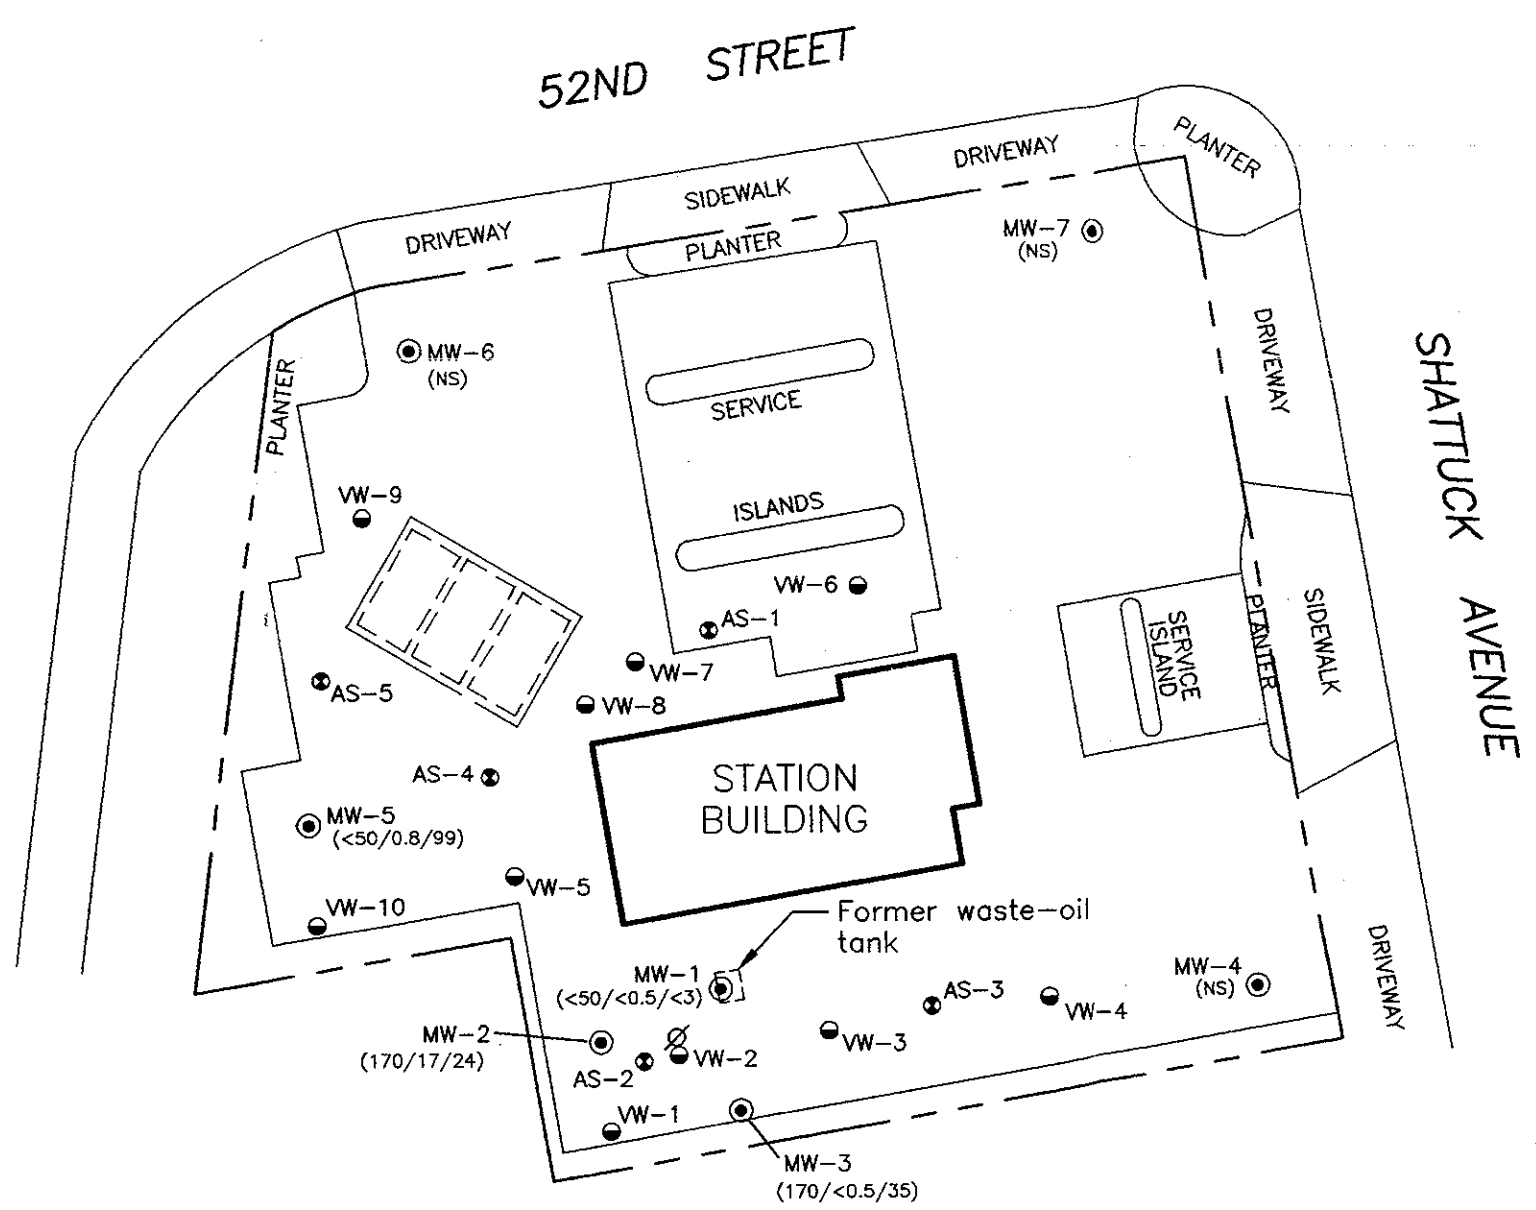 52ND STREET
DRIVEWAY
SIDEWALK
DRIVEWAY
PLANTER
PLANTER
MW-7
(NS)
MW-6
(NS)
PLANTER
DRIVEWAY
SHATTUCK AVENUE
SERVICE
ISLANDS
VW-9
VW-6
AS-1
VW-7
VW-8
AS-5
SERVICE
ISLAND
PLANTER
SIDEWALK
AS-4
STATION
BUILDING
MW-5
(<50/0.8/99)
VW-5
VW-10
Former waste-oil
tank
DRIVEWAY
MW-1
(<50/<0.5/<3)
AS-3
MW-4
(NS)
VW-4
MW-2
(170/17/24)
VW-3
VW-2
AS-2
VW-1
MW-3
(170/<0.5/35)